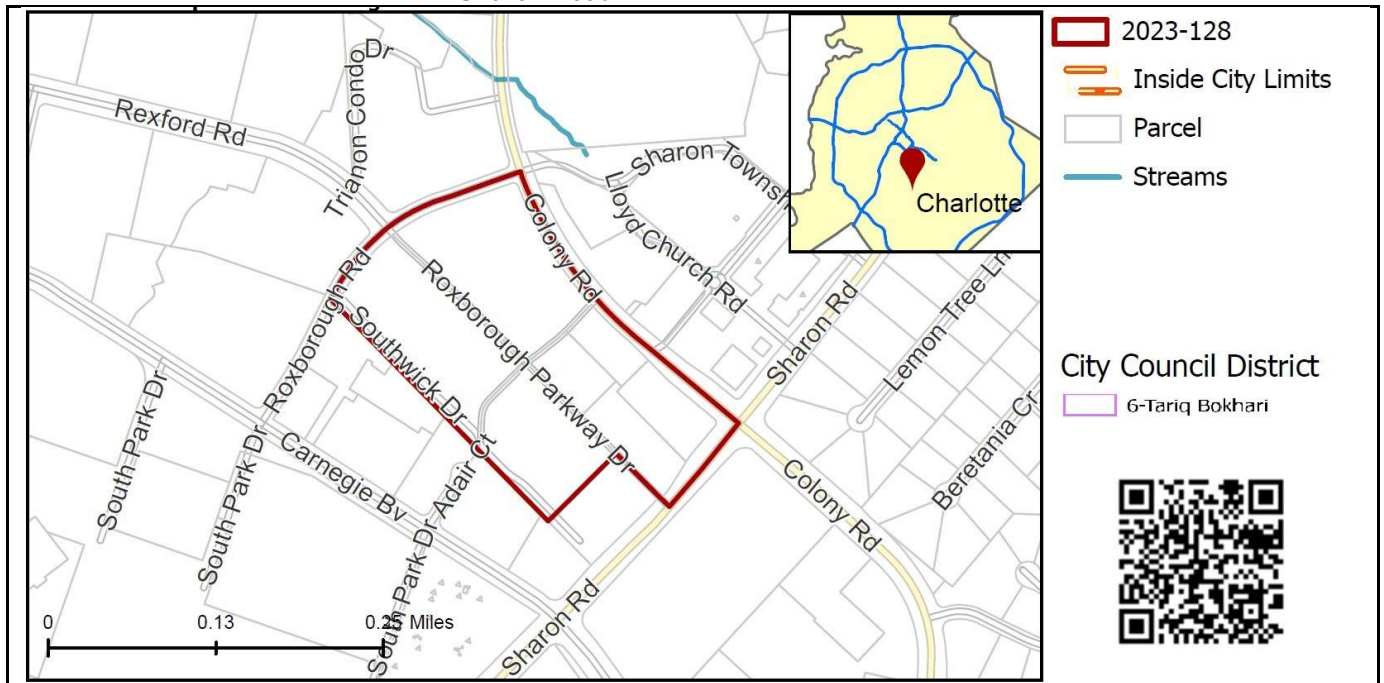 Dr
Rexford Rd
Trianon Condo
Sharon Townsh
Lloyd Church Rd
Colony Rd
Charlotte
Roxborough Rd
Roxborough Parkway Dr
Southwick Dr
Sharon Rd
Lemon Tree Ln
Beretania Cr
South Park Dr
South Park Dr
Carnegie Bv
South Park Dr
Adair Ct
Colony Rd
Sharon Rd
0
0.13
0.25 Miles
2023-128
Inside City Limits
Parcel
Streams
City Council District
6-Tariq Bokhari